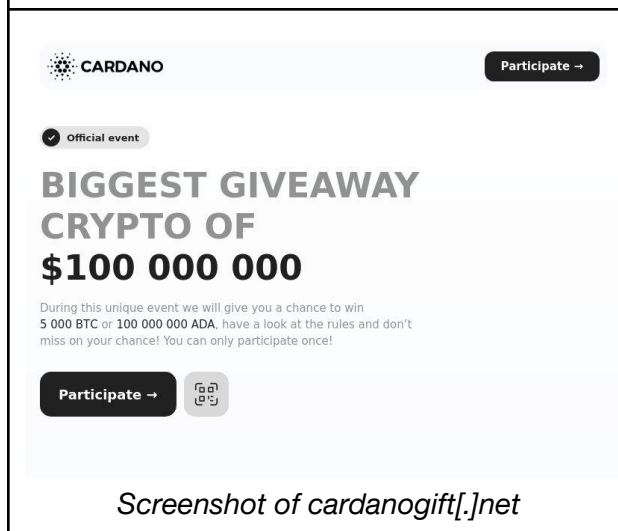 CARDANO
Participate →
Official event
BIGGEST GIVEAWAY
CRYPTO OF
$100 000 000
During this unique event we will give you a chance to win
5 000 BTC or 100 000 000 ADA, have a look at the rules and don't
miss on your chance! You can only participate once!
Participate →
Screenshot of cardanogift[.]net